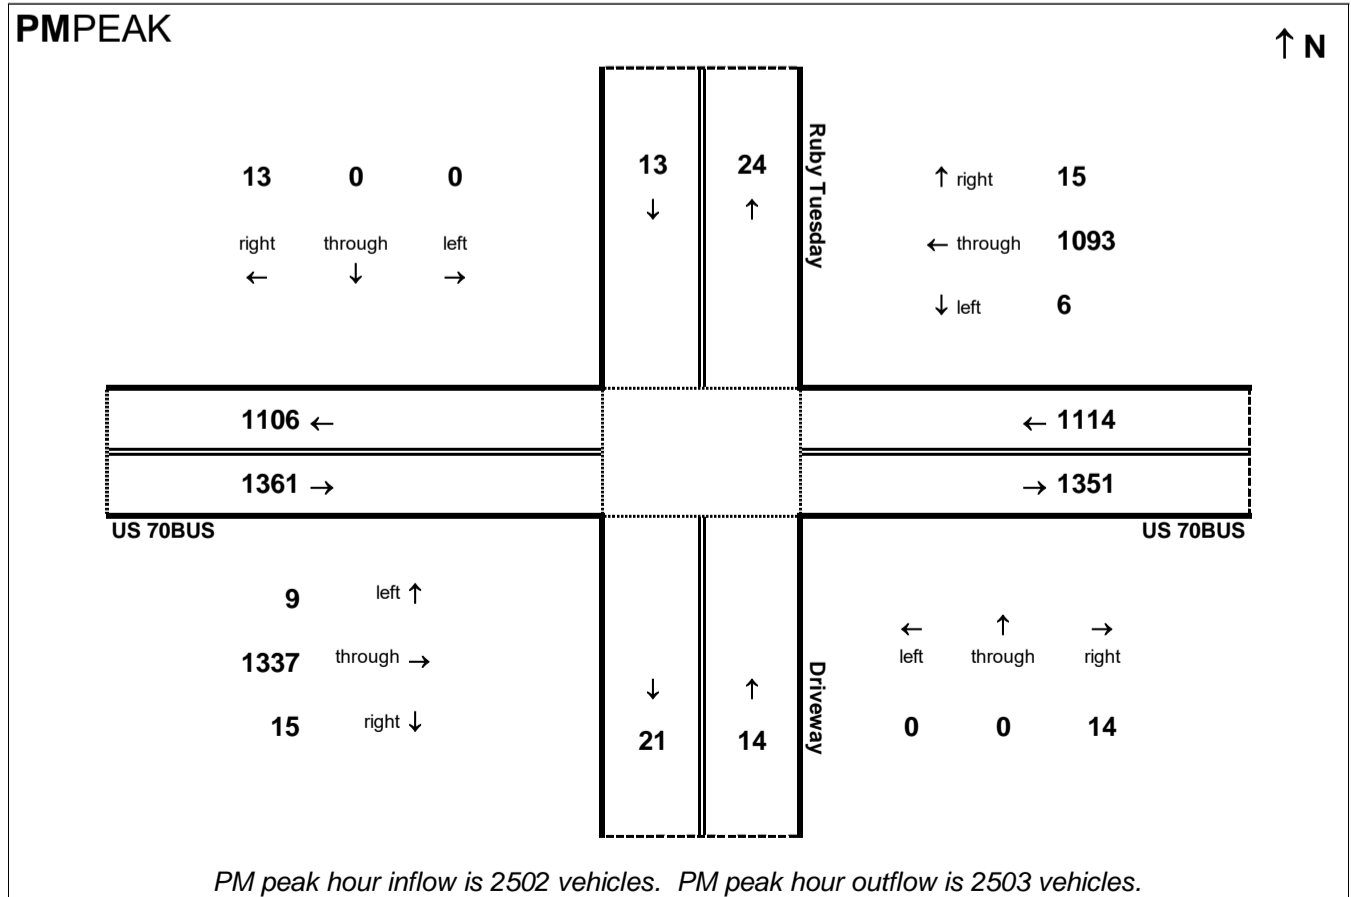 PMPEAK
↑ N
13 0 0
right through left
← ↓ →
13 24
↓ ↑
Ruby Tuesday
↑ right 15
← through 1093
↓ left 6
1106 ←
1361 →
← 1114
→ 1351
US 70BUS
US 70BUS
9 left ↑
1337 through →
15 right ↓
↓ ↑
21 14
Driveway
← ↑ →
left through right
0 0 14
PM peak hour inflow is 2502 vehicles. PM peak hour outflow is 2503 vehicles.